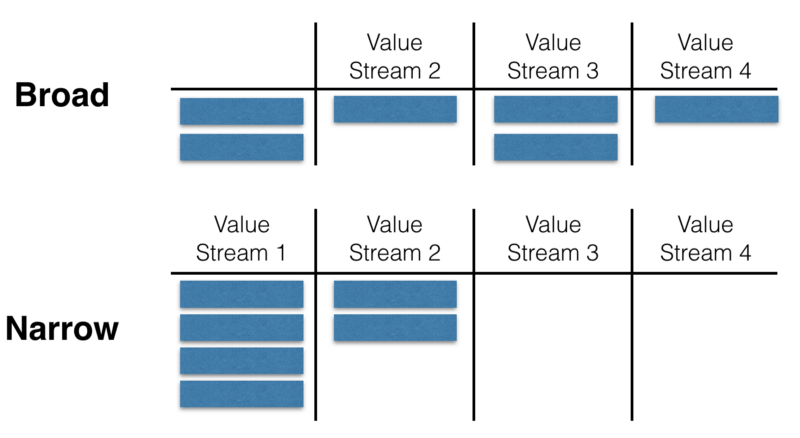 Value
Stream 2
Value
Stream 3
Value
Stream 4
Broad
Value
Stream 1
Value
Stream 2
Value
Stream 3
Value
Stream 4
Narrow